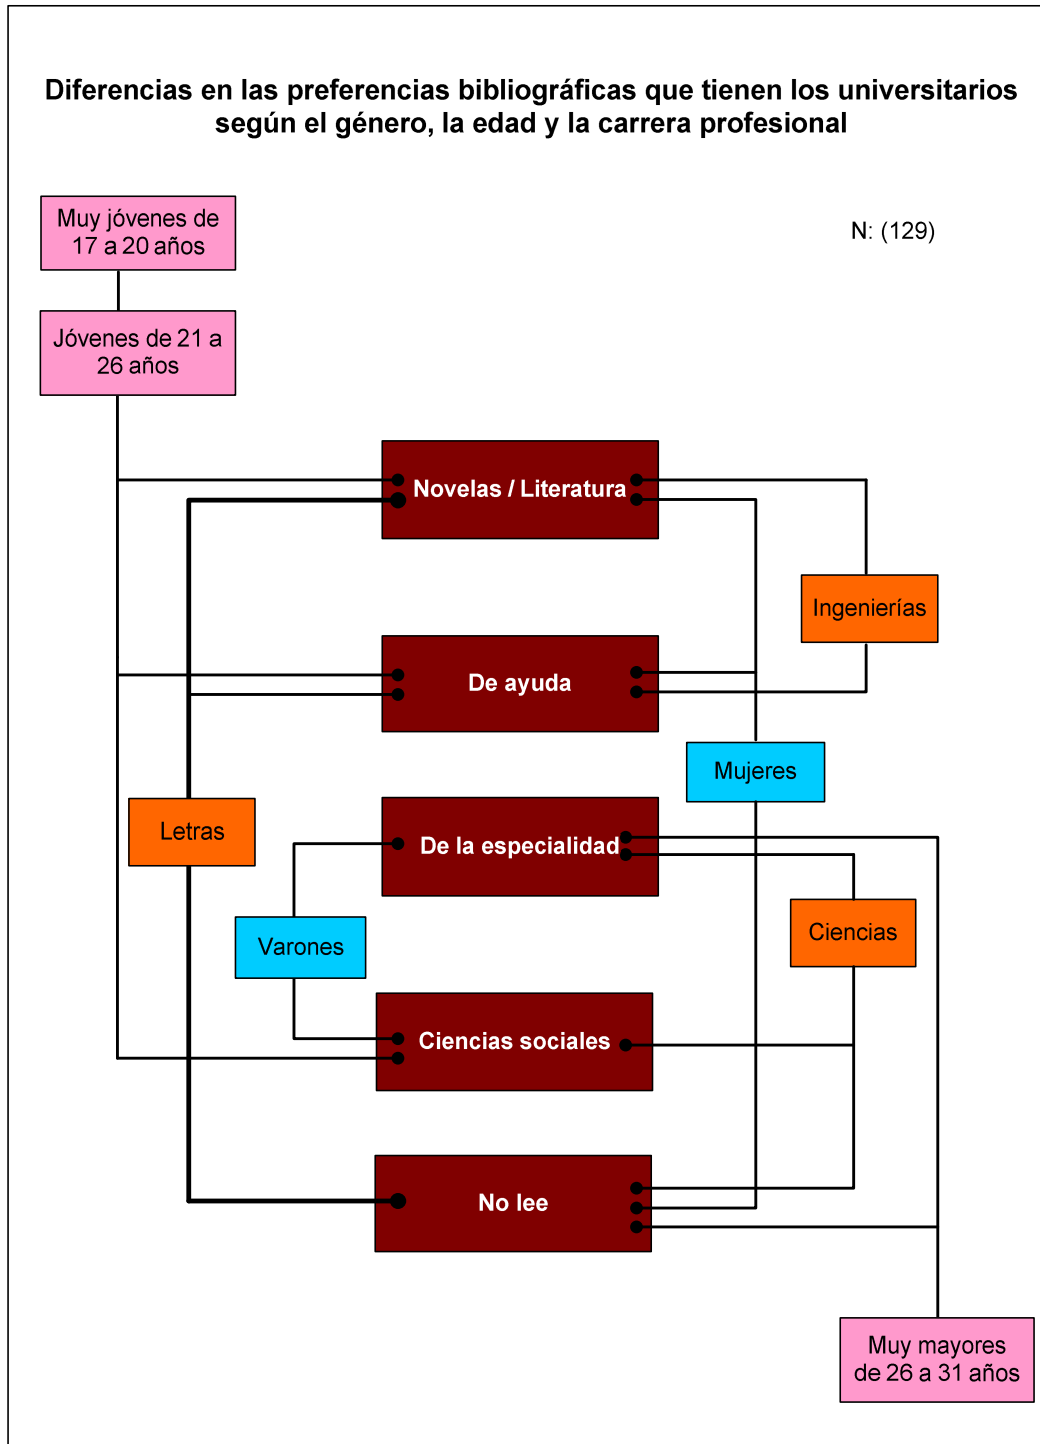 Diferencias en las preferencias bibliográficas que tienen los universitarios
según el género, la edad y la carrera profesional
Muy jóvenes de
17 a 20 años
N: (129)
Jóvenes de 21 a
26 años
Novelas / Literatura
Ingenierías
De ayuda
Mujeres
Letras
De la especialidad
Varones
Ciencias
Ciencias sociales
No lee
Muy mayores
de 26 a 31 años